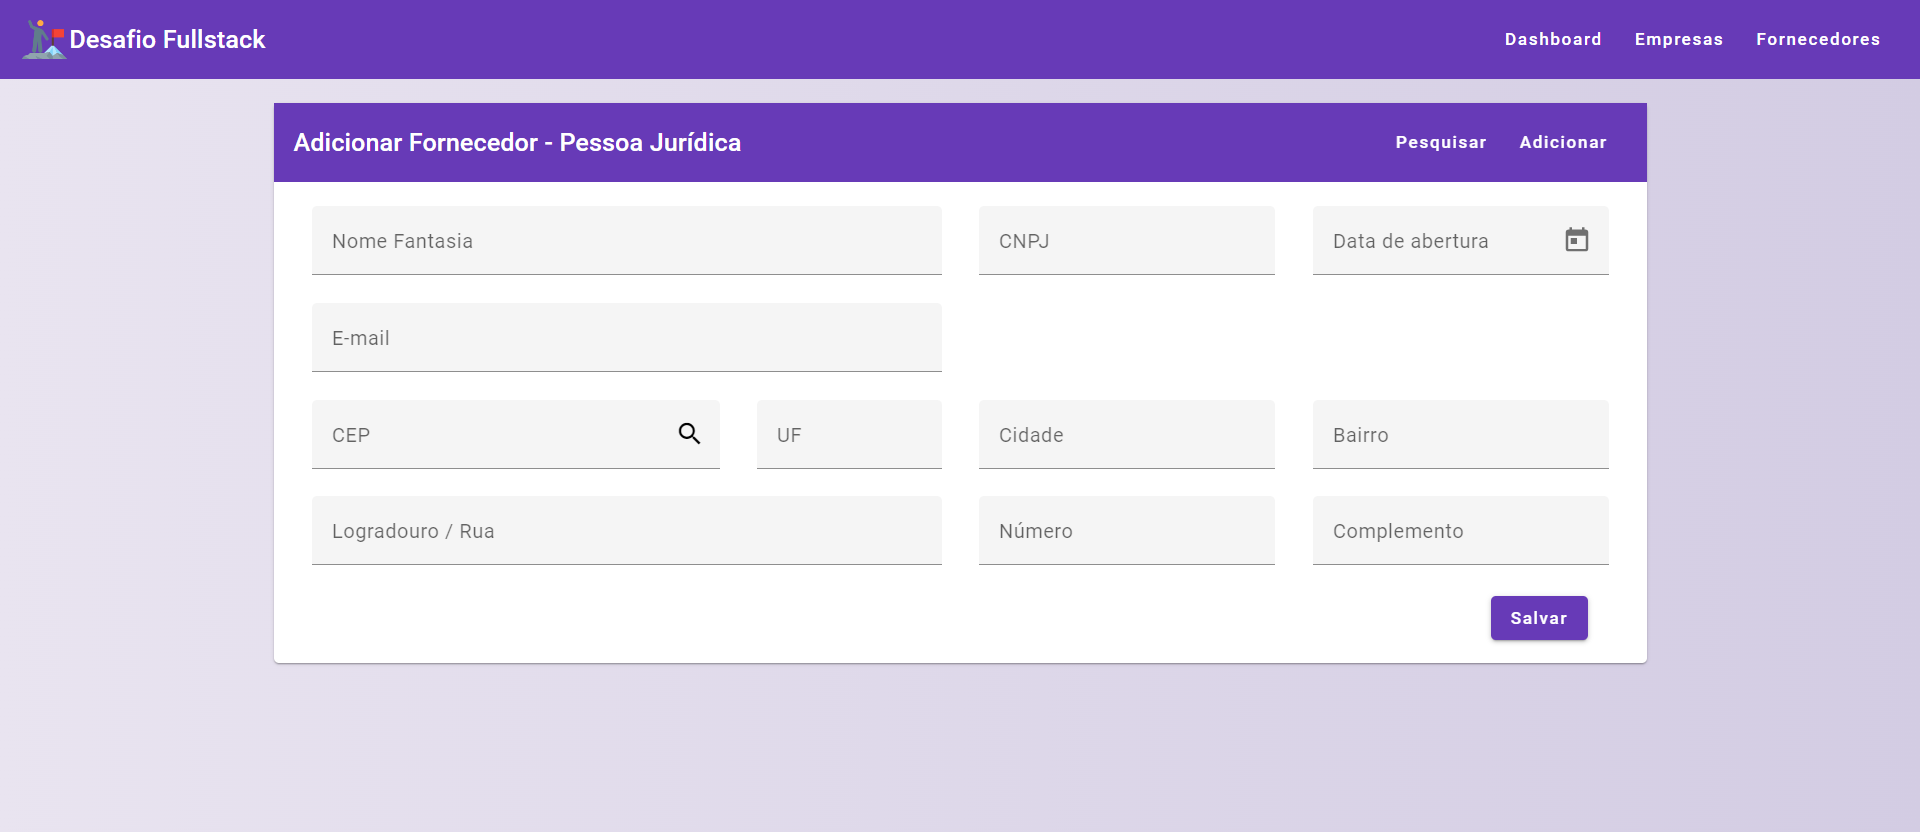 Desafio Fullstack Dashboard Empresas Fornecedores
Adicionar Fornecedor - Pessoa Jurídica Pesquisar Adicionar
Nome Fantasia CNPJ Data de abertura
E-mail
CEP UF Cidade Bairro
Logradouro / Rua Número Complemento
Salvar